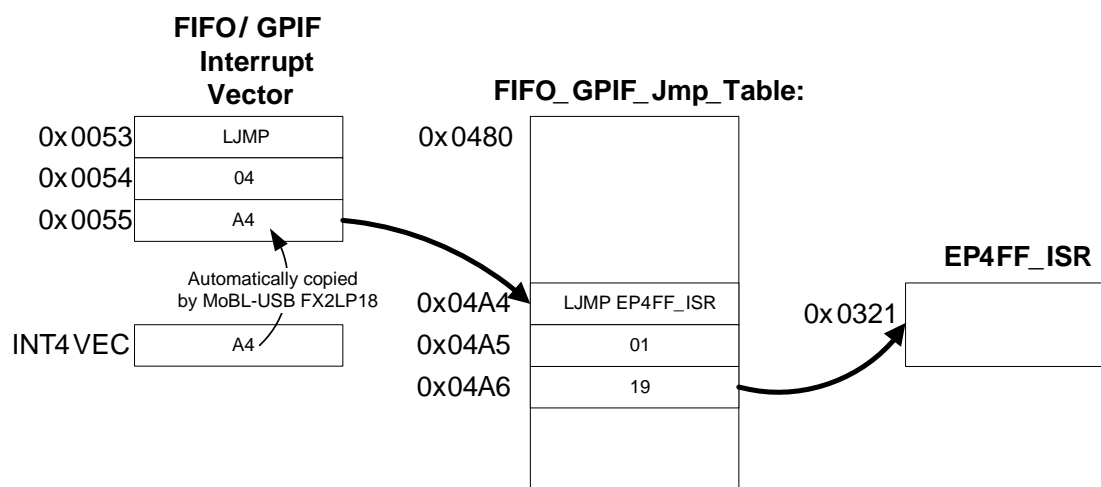 FIFO/ GPIF
Interrupt
Vector
FIFO_GPIF_Jmp_Table:
0x0053
LJMP
0x0480
0x0054
04
0x0055
A4
EP4FF_ISR
Automatically copied
by MoBL-USB FX2LP18
0x04A4
LJMP EP4FF_ISR
0x0321
INT4VEC
A4
0x04A5
01
0x04A6
19